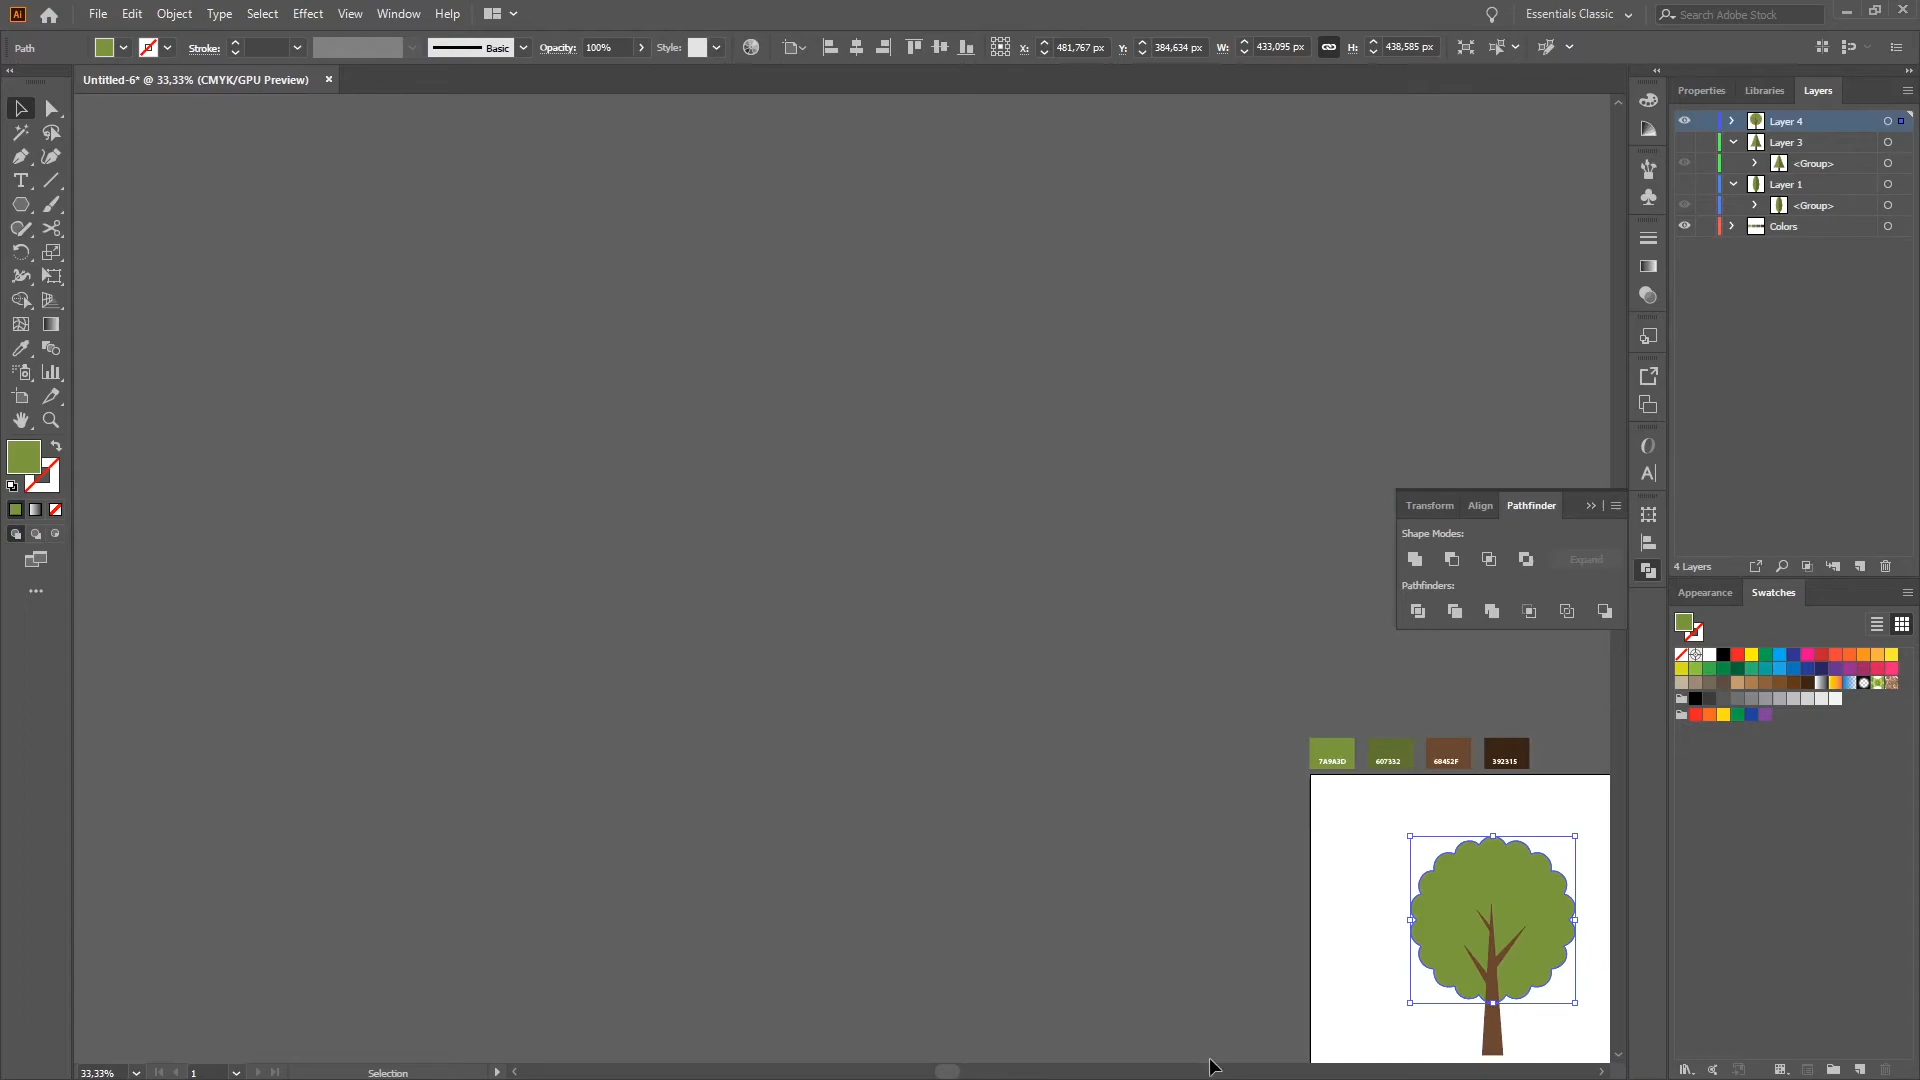 Ai File Edit Object Type Select Effect View Window Help Essentials Classic Search Adobe Stock
Path Stroke: Basic Opacity: 100% Style: X: 481,767 px Y: 384,634 px W: 433,095 px H: 438,585 px
Untitled-6* @ 33,33% (CMYK/GPU Preview)
Properties Libraries Layers
Layer 4
Layer 3
<Group>
Layer 1
<Group>
Colors
Transform Align Pathfinder
Shape Modes:
Expand
Pathfinders:
4 Layers
Appearance Swatches
7A9A3D 607332 68452F 392315
33,33% 1 Selection